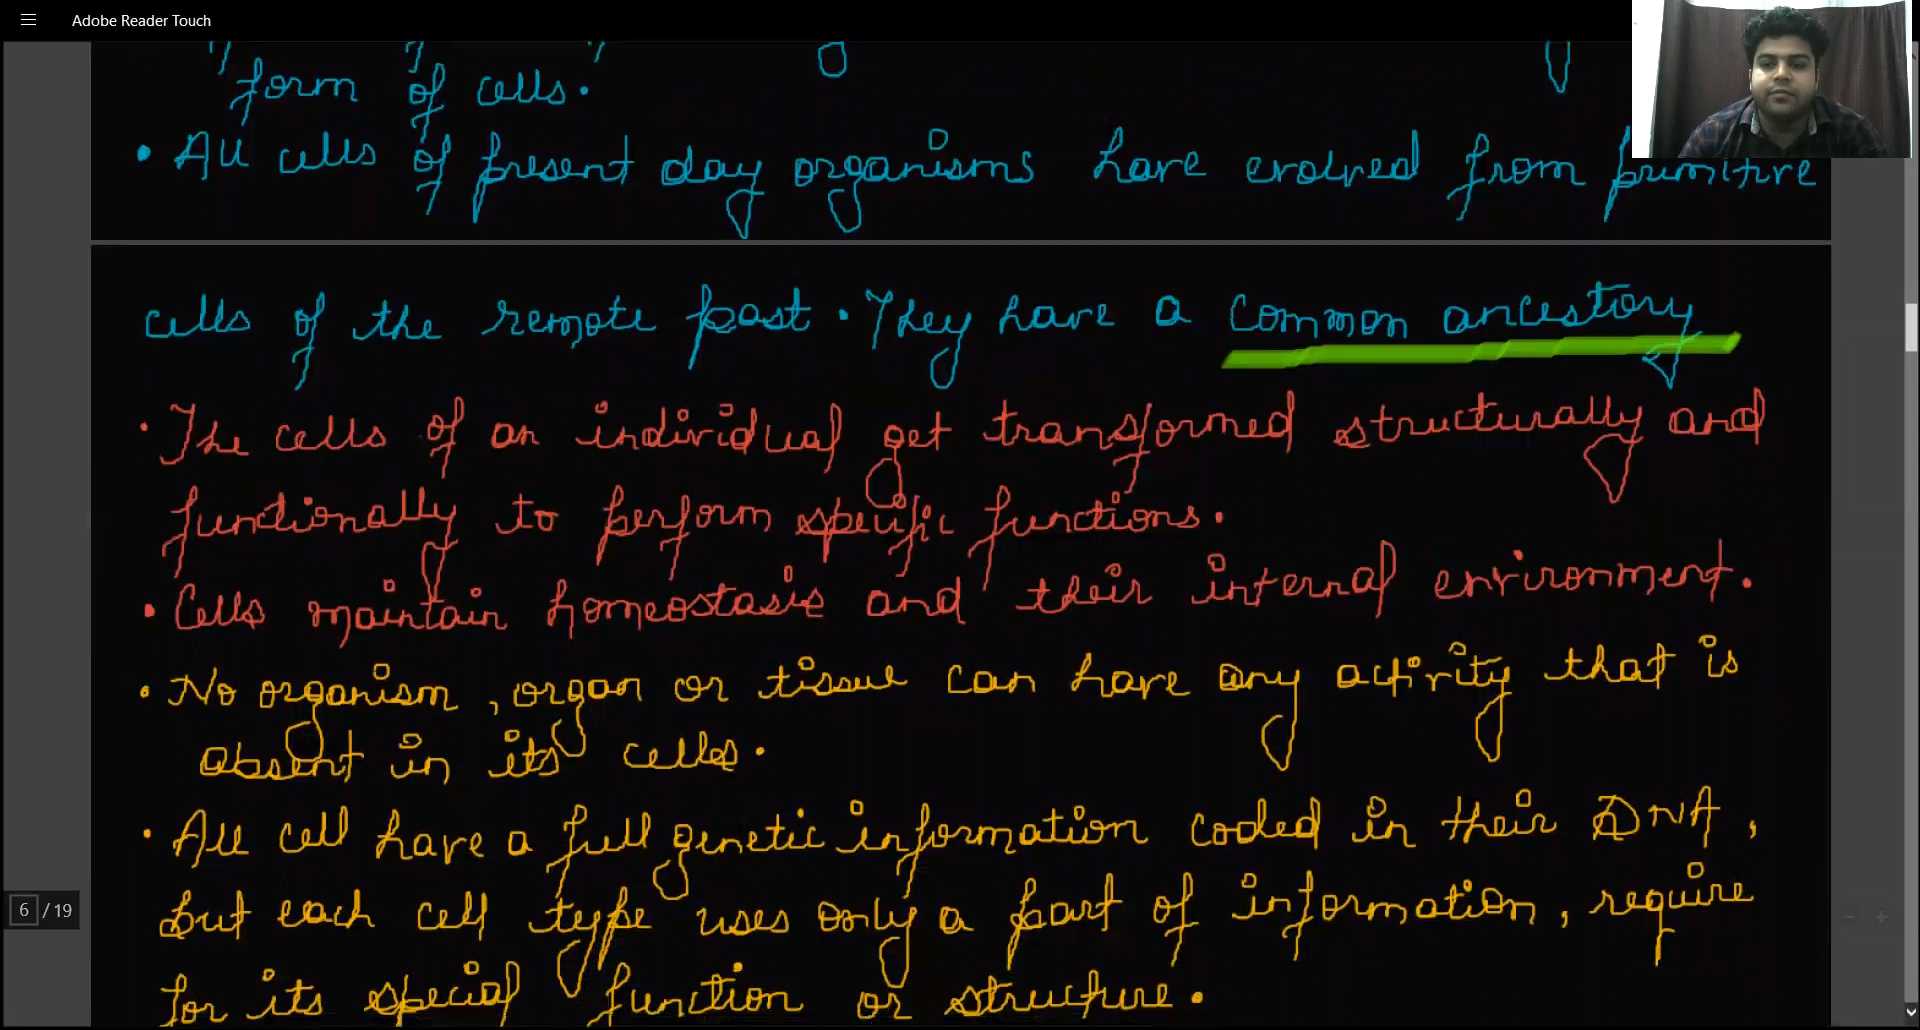 Adobe Reader Touch
form of cells.
• All cells of present day organisms have evolved from primitive
cells of the remote past. They have a common ancestory
• The cells of an individual get transformed structurally and
functionally to perform specific functions.
• Cells maintain homeostasis and their internal environment.
• No organism, organ or tissue can have any activity that is
absent in its cells.
• All cell have a full genetic information coded in their DNA,
but each cell type uses only a part of information, require
for its special function or structure.
6 / 19